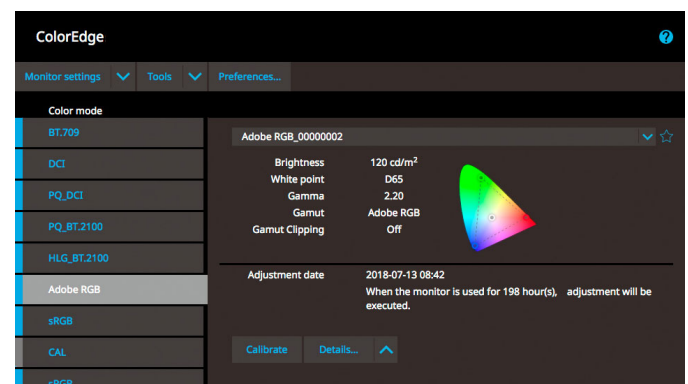 ColorEdge
?
Monitor settings Tools Preferences...
Color mode
BT.709
DCI
PQ_DCI
PQ_BT.2100
HLG_BT.2100
Adobe RGB
sRGB
CAL
sRGB
Adobe RGB_00000002
Brightness 120 cd/m²
White point D65
Gamma 2.20
Gamut Adobe RGB
Gamut Clipping Off
Adjustment date 2018-07-13 08:42
When the monitor is used for 198 hour(s), adjustment will be
executed.
Calibrate Details...